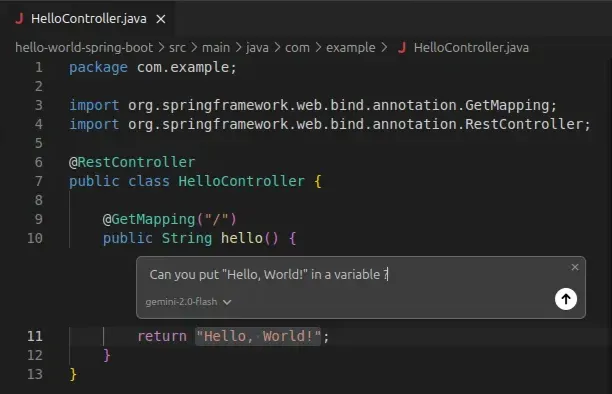 J HelloController.java ×
hello-world-spring-boot > src > main > java > com > example > J HelloController.java
1 package com.example;
2
3 import org.springframework.web.bind.annotation.GetMapping;
4 import org.springframework.web.bind.annotation.RestController;
5
6 @RestController
7 public class HelloController {
8
9 @GetMapping("/")
10 public String hello() {
Can you put "Hello, World!" in a variable ?
gemini-2.0-flash
11 return "Hello, World!";
12 }
13 }